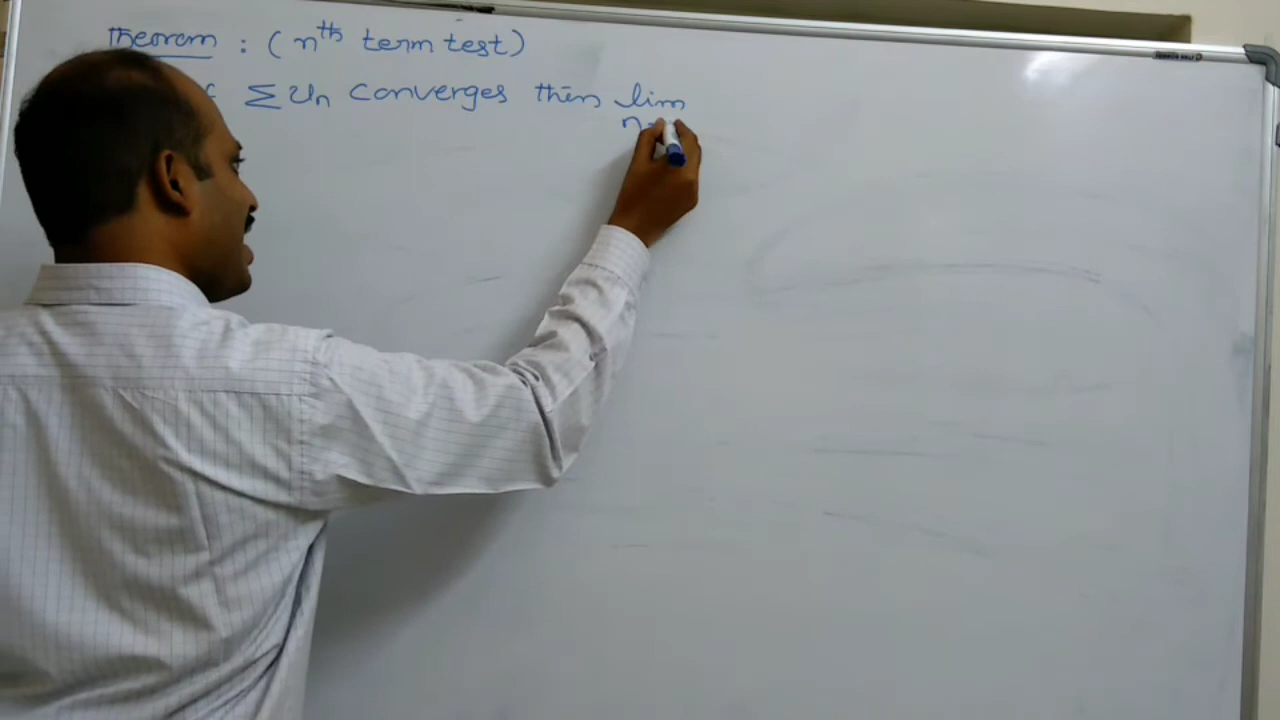 Theorem : (nth term test)
Σ un converges then lim
n